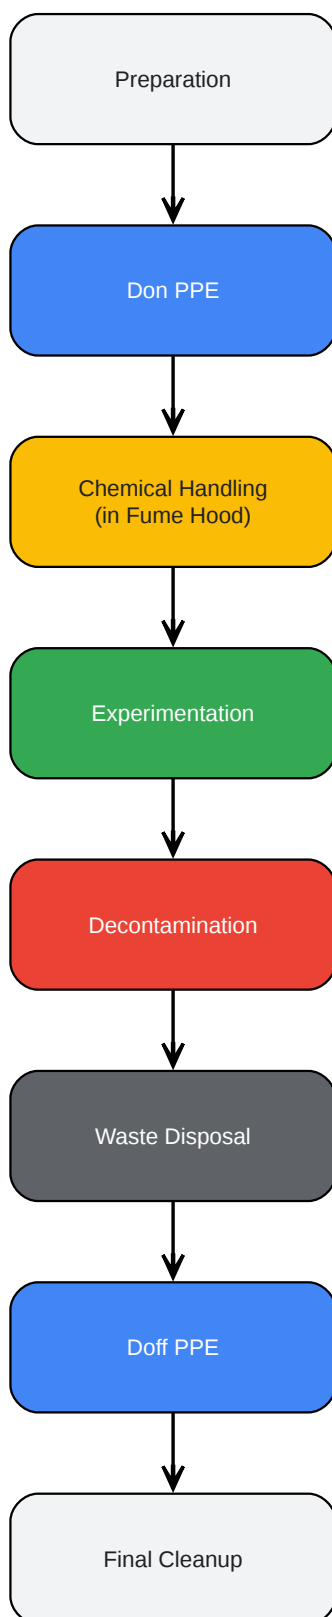 Preparation
Don PPE
Chemical Handling
(in Fume Hood)
Experimentation
Decontamination
Waste Disposal
Doff PPE
Final Cleanup